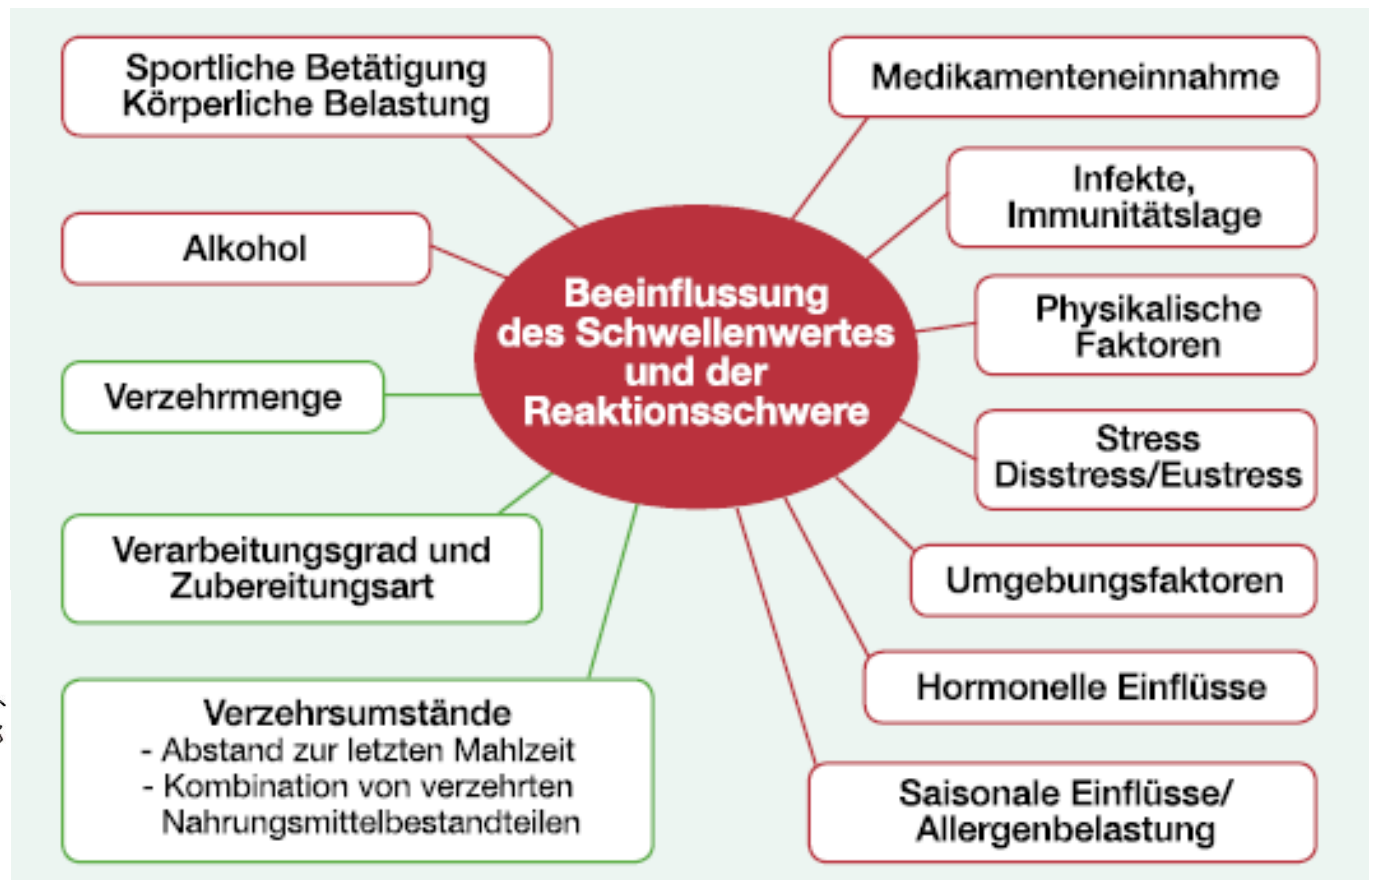 Sportliche Betätigung
Körperliche Belastung
Alkohol
Verzehrmenge
Verarbeitungsgrad und
Zubereitungsart
Verzehrsumstände
- Abstand zur letzten Mahlzeit
- Kombination von verzehrten
Nahrungsmittelbestandteilen
Beeinflussung
des Schwellenwertes
und der
Reaktionsschwere
Medikamenteneinnahme
Infekte,
Immunitätslage
Physikalische
Faktoren
Stress
Disstress/Eustress
Umgebungsfaktoren
Hormonelle Einflüsse
Saisonale Einflüsse/
Allergenbelastung